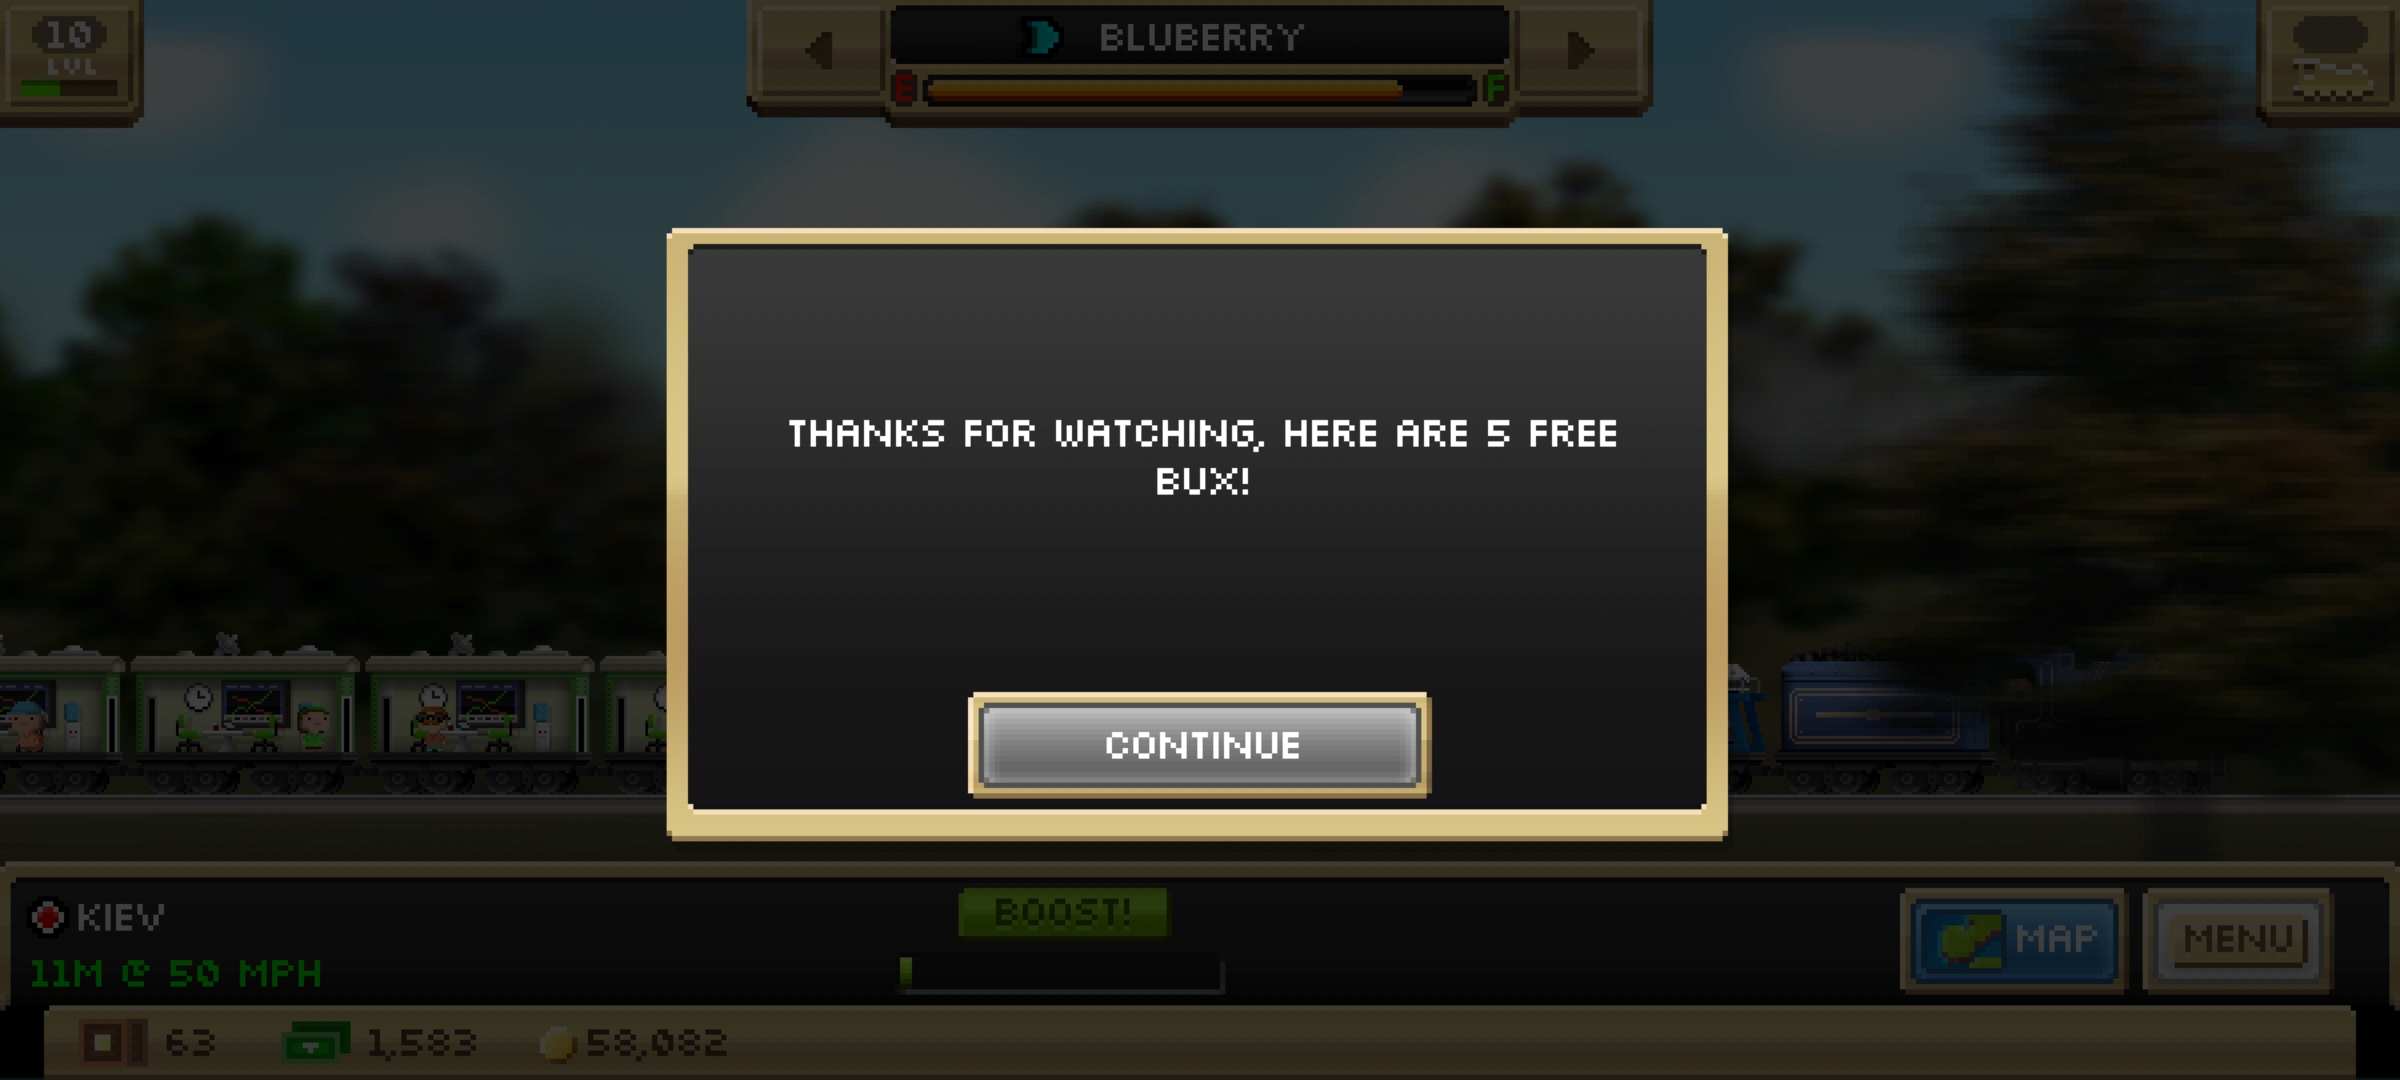 10
LVL
BLUBERRY
E F
THANKS FOR WATCHING, HERE ARE 5 FREE
BUX!
CONTINUE
KIEV
BOOST!
MAP
MENU
11M @ 50 MPH
63 1,583 58,082